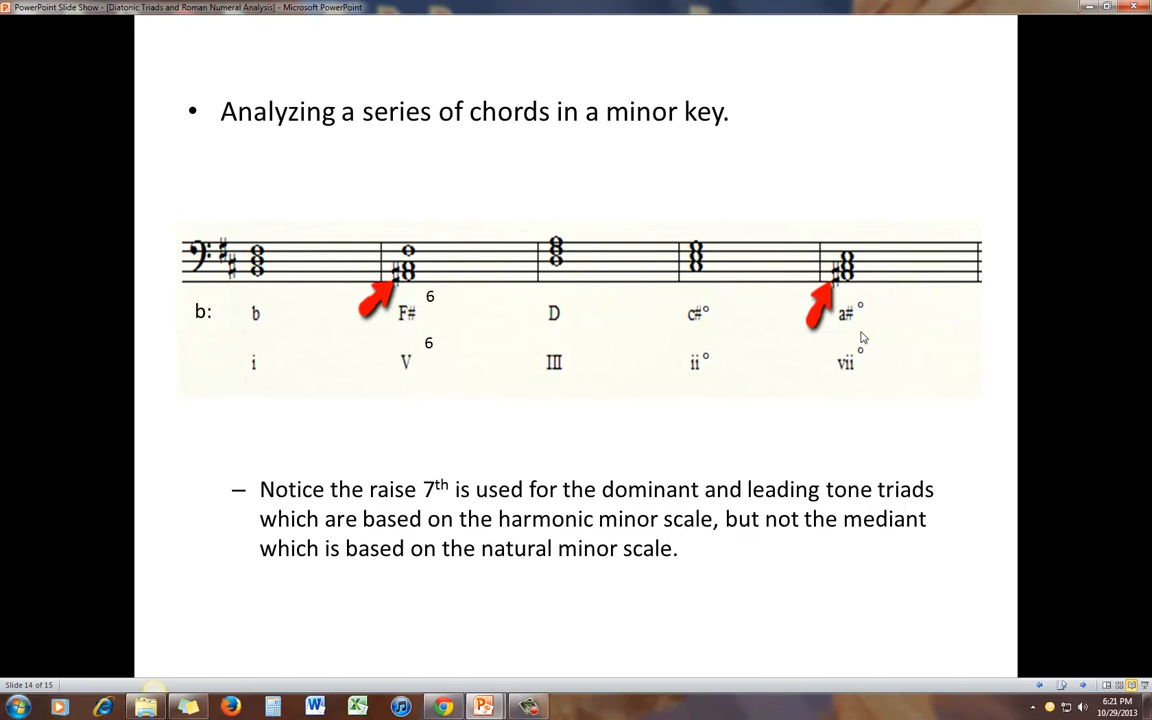 PowerPoint Slide Show - [Diatonic Triads and Roman Numeral Analysis] - Microsoft PowerPoint
• Analyzing a series of chords in a minor key.
b: b F# 6 D c#° a#°
i V 6 III ii° vii°
– Notice the raise 7th is used for the dominant and leading tone triads
which are based on the harmonic minor scale, but not the mediant
which is based on the natural minor scale.
Slide 14 of 15
6:21 PM
10/29/2013